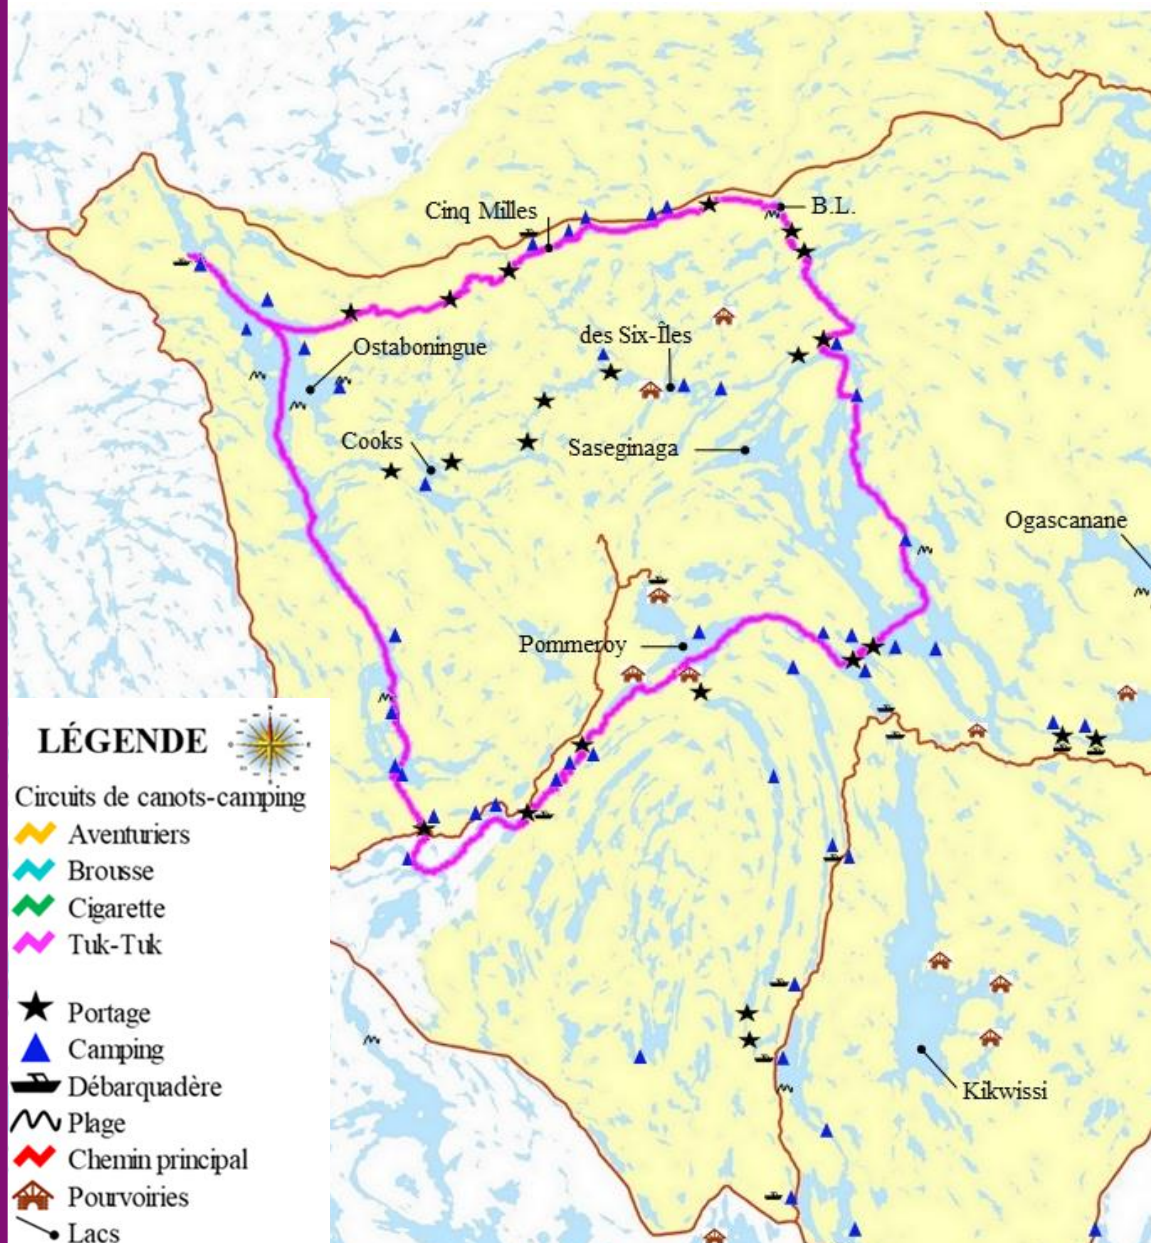 Cinq Milles
B.L.
des Six-Îles
Ostaboningue
Cooks
Saseginaga
Ogascanane
Pommeroy
Kikwissi
LÉGENDE
Circuits de canots-camping
Aventuriers
Brousse
Cigarette
Tuk-Tuk
Portage
Camping
Débarquadère
Plage
Chemin principal
Pourvoiries
Lacs